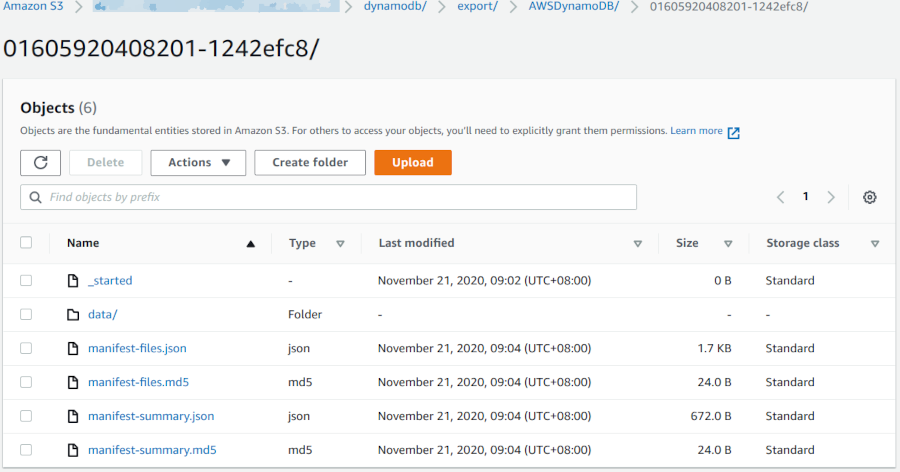 Amazon S3 > > dynamodb/ > export/ > AWSDynamoDB/ > 01605920408201-1242efc8/
01605920408201-1242efc8/
Objects (6)
Objects are the fundamental entities stored in Amazon S3. For others to access your objects, you'll need to explicitly grant them permissions. Learn more
Delete Actions Create folder Upload
Find objects by prefix 1
Name Type Last modified Size Storage class
_started - November 21, 2020, 09:02 (UTC+08:00) 0 B Standard
data/ Folder - - -
manifest-files.json json November 21, 2020, 09:04 (UTC+08:00) 1.7 KB Standard
manifest-files.md5 md5 November 21, 2020, 09:04 (UTC+08:00) 24.0 B Standard
manifest-summary.json json November 21, 2020, 09:04 (UTC+08:00) 672.0 B Standard
manifest-summary.md5 md5 November 21, 2020, 09:04 (UTC+08:00) 24.0 B Standard